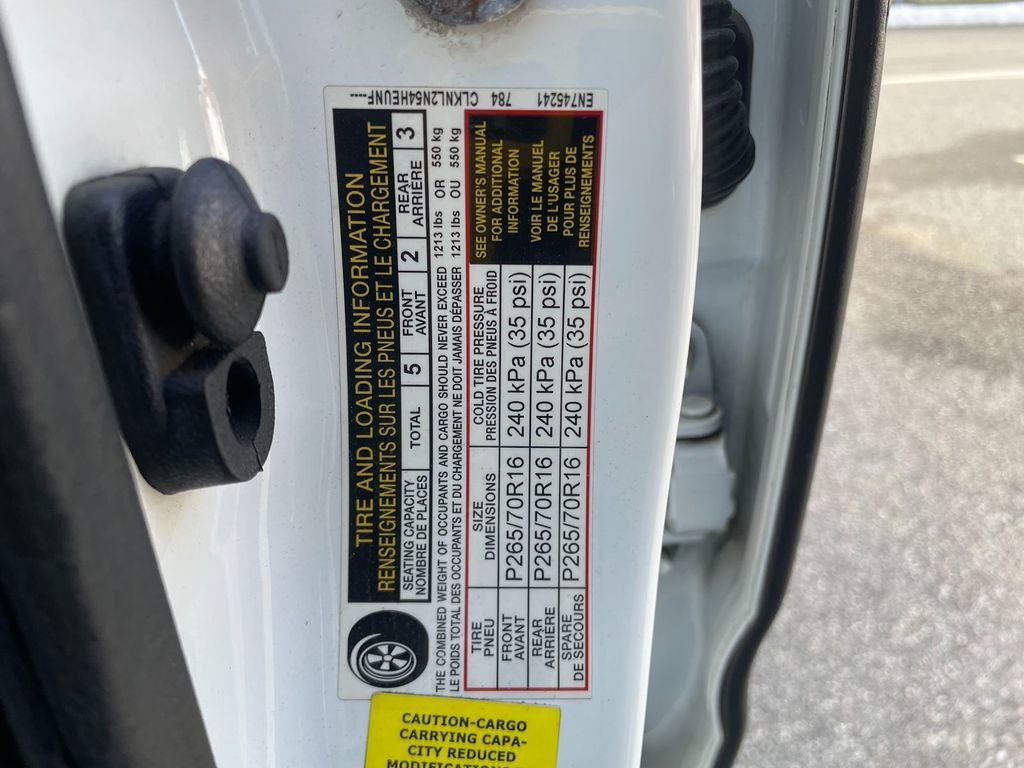 TIRE AND LOADING INFORMATION
RENSEIGNEMENTS SUR LES PNEUS ET LE CHARGEMENT
SEATING CAPACITY
NOMBRE DE PLACES
TOTAL 5
FRONT
AVANT
2
REAR
ARRIÈRE
3
THE COMBINED WEIGHT OF OCCUPANTS AND CARGO SHOULD NEVER EXCEED 1213 lbs OR 550 kg
LE POIDS TOTAL DES OCCUPANTS ET DU CHARGEMENT NE DOIT JAMAIS DÉPASSER 1213 lbs OU 550 kg
TIRE
PNEU
SIZE
DIMENSIONS
COLD TIRE PRESSURE
PRESSION DES PNEUS À FROID
FRONT
AVANT
P265/70R16 240 kPa (35 psi)
REAR
ARRIÈRE
P265/70R16 240 kPa (35 psi)
SPARE
DE SECOURS
P265/70R16 240 kPa (35 psi)
SEE OWNER'S MANUAL
FOR ADDITIONAL
INFORMATION
VOIR LE MANUEL
DE L'USAGER
POUR PLUS DE
RENSEIGNEMENTS
EN745241 784 CLKNL2N54HEUNF----
CAUTION-CARGO
CARRYING CAPA-
CITY REDUCED